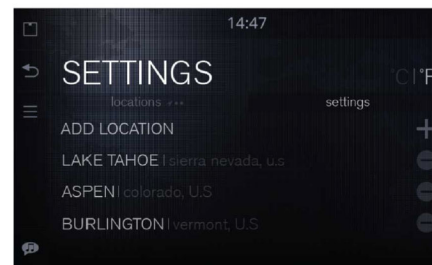 14:47
SETTINGS
°C | °F
locations
settings
ADD LOCATION
LAKE TAHOE | sierra nevada, u.s
ASPEN | colorado, U.S
BURLINGTON | vermont, U.S